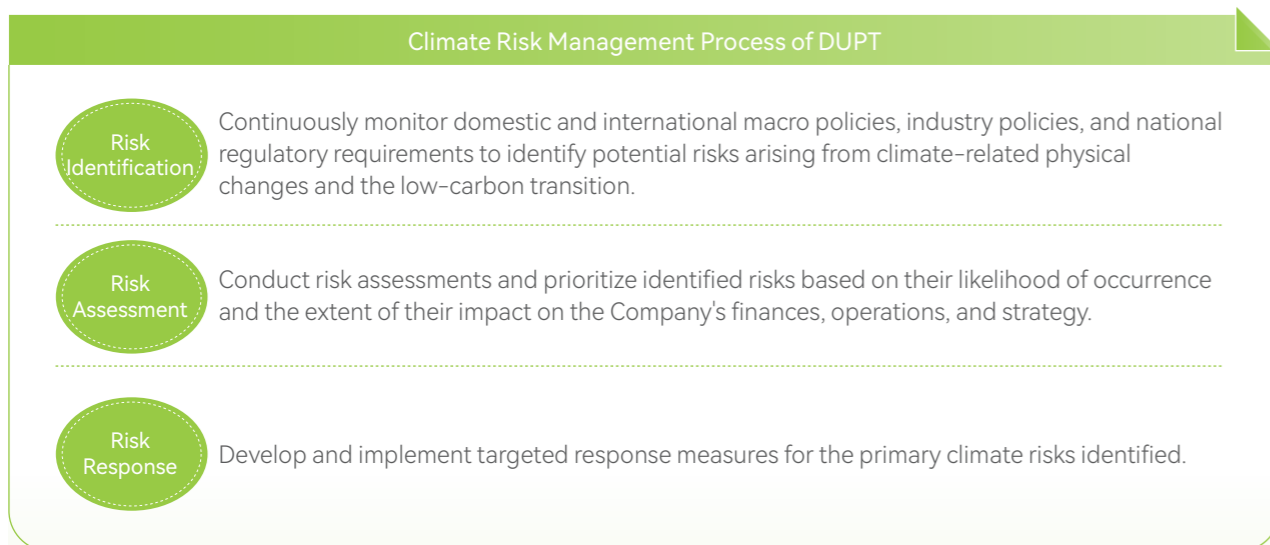 Climate Risk Management Process of DUPT
Risk
Identification
Continuously monitor domestic and international macro policies, industry policies, and national
regulatory requirements to identify potential risks arising from climate-related physical
changes and the low-carbon transition.
Risk
Assessment
Conduct risk assessments and prioritize identified risks based on their likelihood of occurrence
and the extent of their impact on the Company's finances, operations, and strategy.
Risk
Response
Develop and implement targeted response measures for the primary climate risks identified.